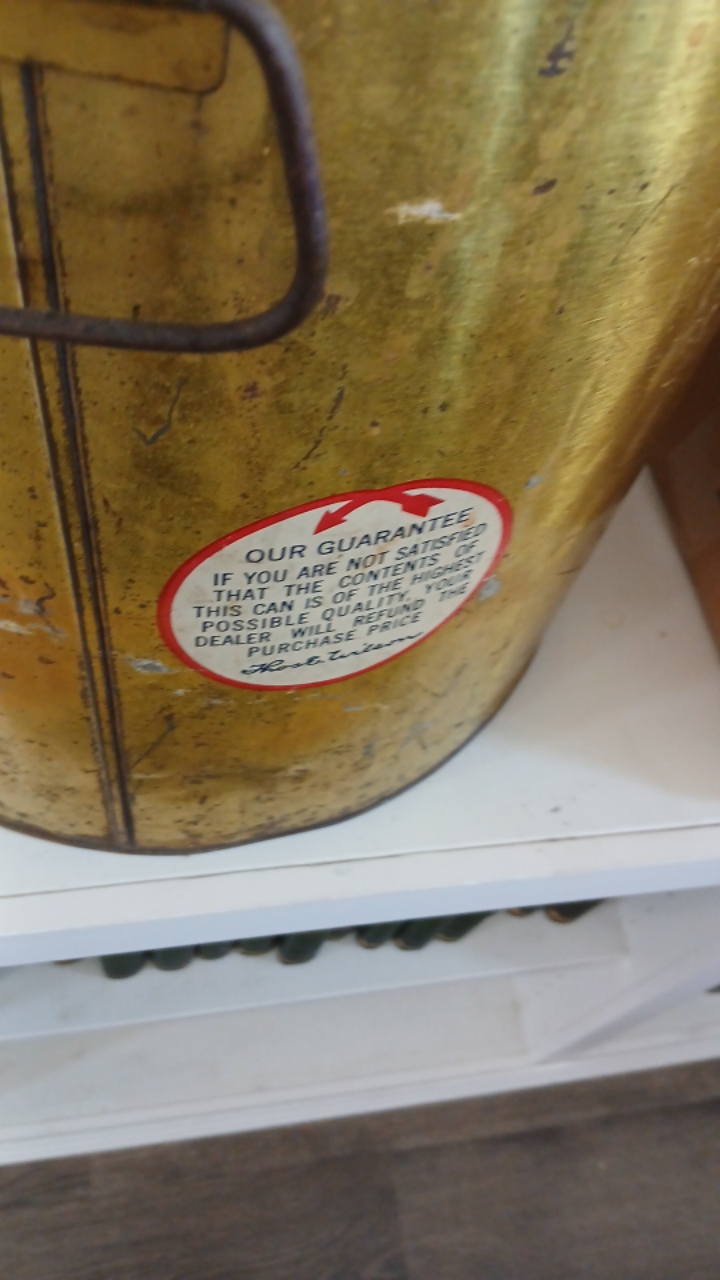 OUR GUARANTEE
IF YOU ARE NOT SATISFIED
THAT THE CONTENTS OF
THIS CAN IS OF THE HIGHEST
POSSIBLE QUALITY, YOUR
DEALER WILL REFUND THE
PURCHASE PRICE
Wilson